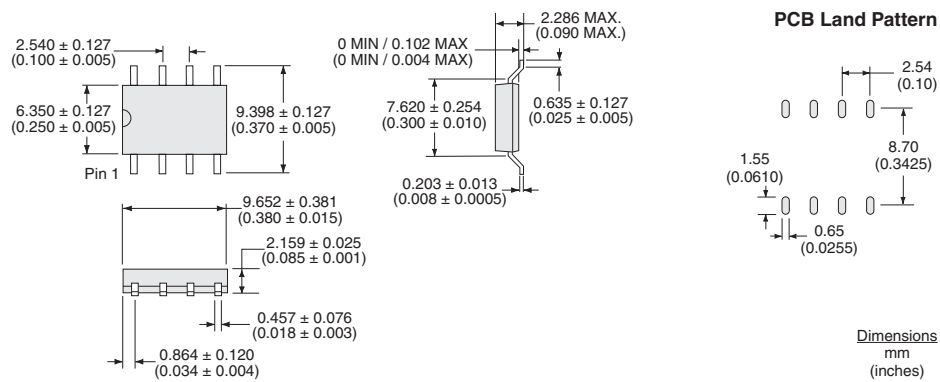 2.540 ± 0.127
(0.100 ± 0.005)
6.350 ± 0.127
(0.250 ± 0.005)
9.398 ± 0.127
(0.370 ± 0.005)
Pin 1
2.286 MAX.
(0.090 MAX.)
0 MIN / 0.102 MAX
(0 MIN / 0.004 MAX)
7.620 ± 0.254
(0.300 ± 0.010)
0.635 ± 0.127
(0.025 ± 0.005)
0.203 ± 0.013
(0.008 ± 0.0005)
PCB Land Pattern
2.54
(0.10)
8.70
(0.3425)
1.55
(0.0610)
0.65
(0.0255)
9.652 ± 0.381
(0.380 ± 0.015)
2.159 ± 0.025
(0.085 ± 0.001)
0.457 ± 0.076
(0.018 ± 0.003)
0.864 ± 0.120
(0.034 ± 0.004)
Dimensions
mm
(inches)